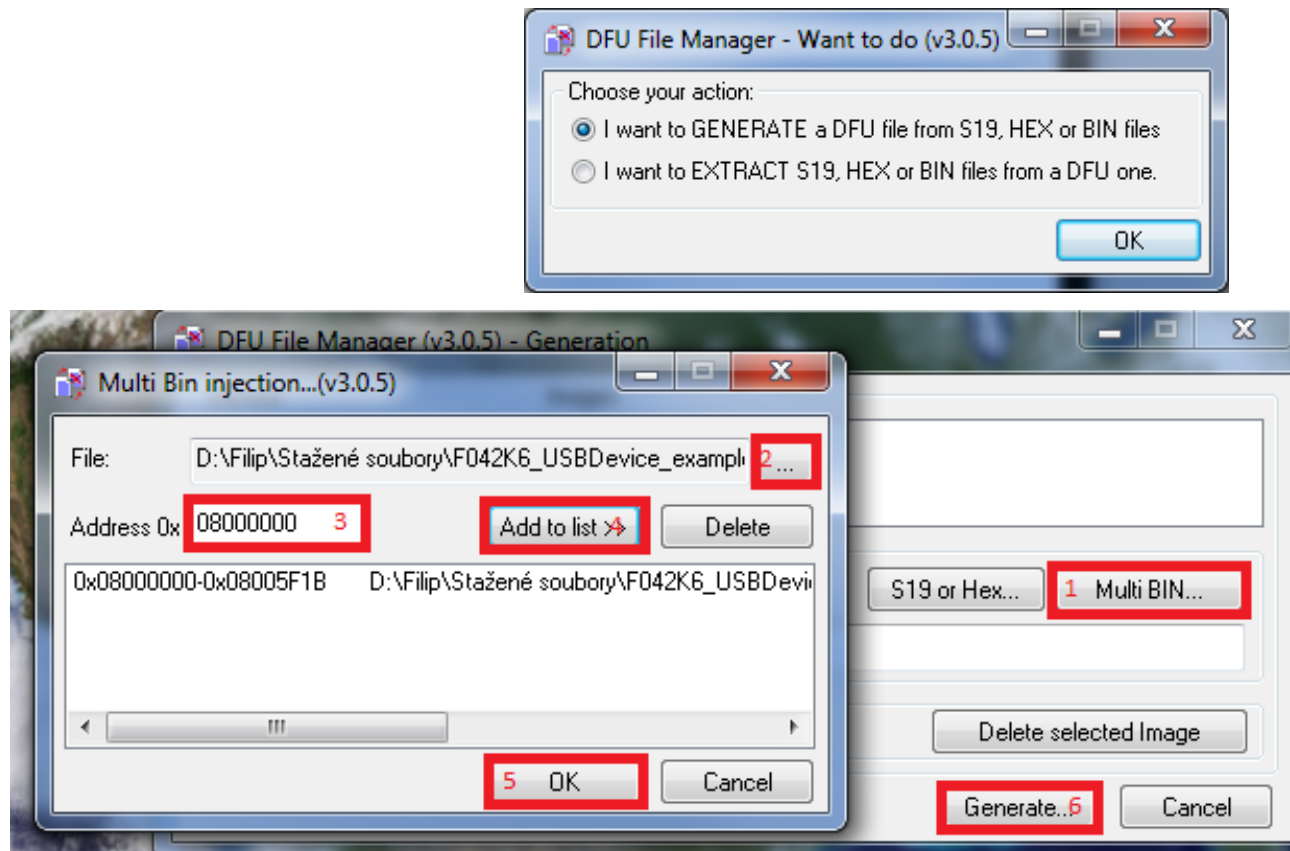 DFU File Manager - Want to do (v3.0.5)
Choose your action:
I want to GENERATE a DFU file from S19, HEX or BIN files
I want to EXTRACT S19, HEX or BIN files from a DFU one.
OK
DFU File Manager (v3.0.5) - Generation
Multi Bin injection...(v3.0.5)
File: D:\Filip\Stažené soubory\F042K6_USBDevice_exampl 2 ...
Address 0x 08000000 3 Add to list >> 4 Delete
0x08000000-0x08005F1B D:\Filip\Stažené soubory\F042K6_USBDevi
S19 or Hex... 1 Multi BIN...
Delete selected Image
5 OK Cancel
Generate...6 Cancel